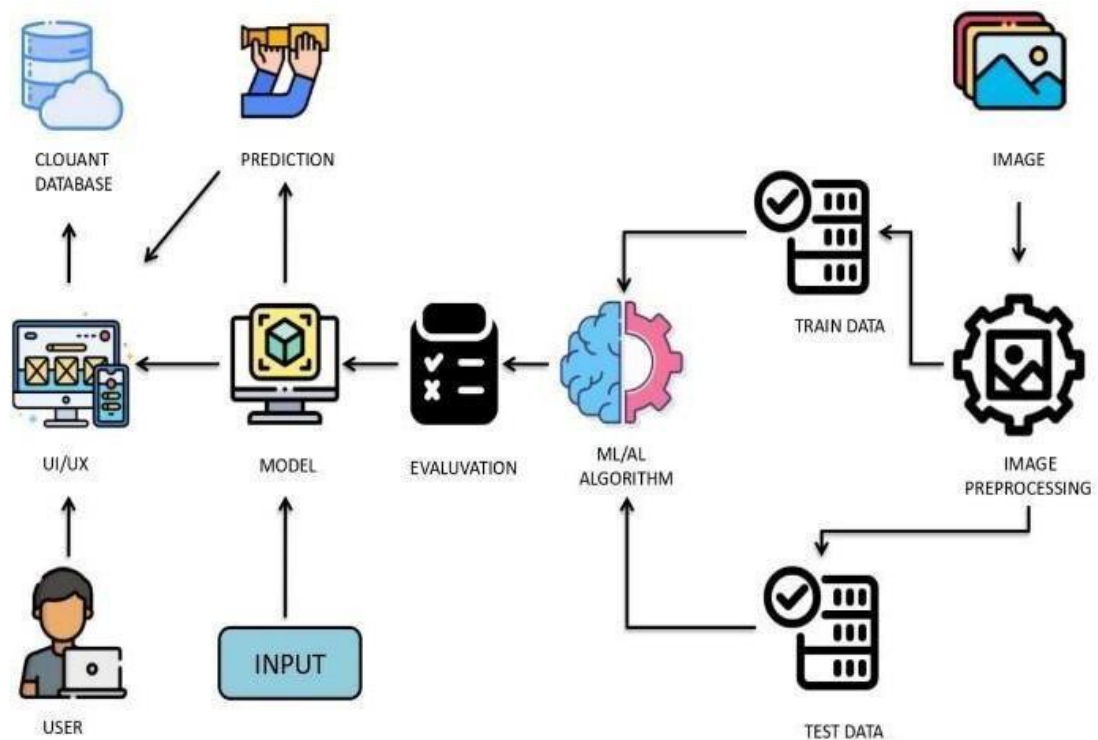 CLOUANT
DATABASE
PREDICTION
IMAGE
TRAIN DATA
UI/UX
MODEL
EVALUVATION
ML/AL
ALGORITHM
IMAGE
PREPROCESSING
INPUT
USER
TEST DATA